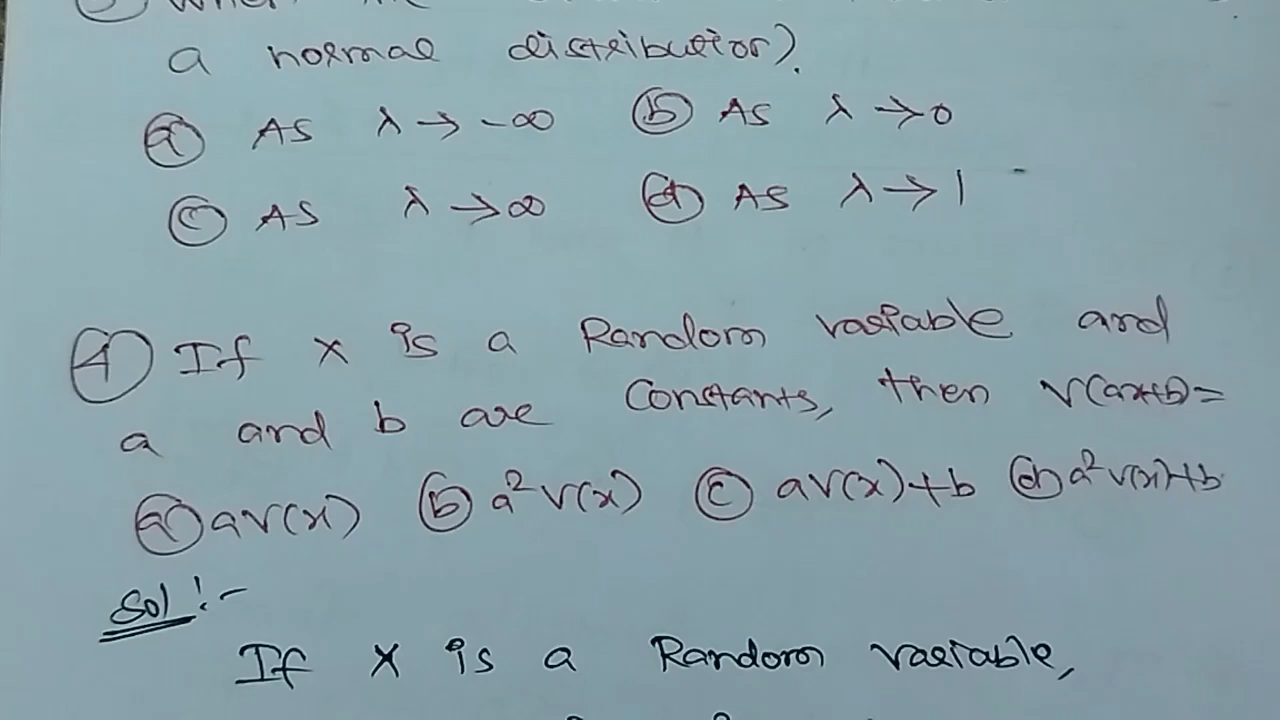 a normal distribution).
(a) As λ → -∞ (b) As λ → 0
(c) As λ → ∞ (d) As λ → 1
(4) If x is a Random variable and
a and b are Constants, then V(ax+b) =
(a) aV(x) (b) a²V(x) (c) aV(x)+b (d) a²V(x)+b
Sol :-
If X is a Random variable,